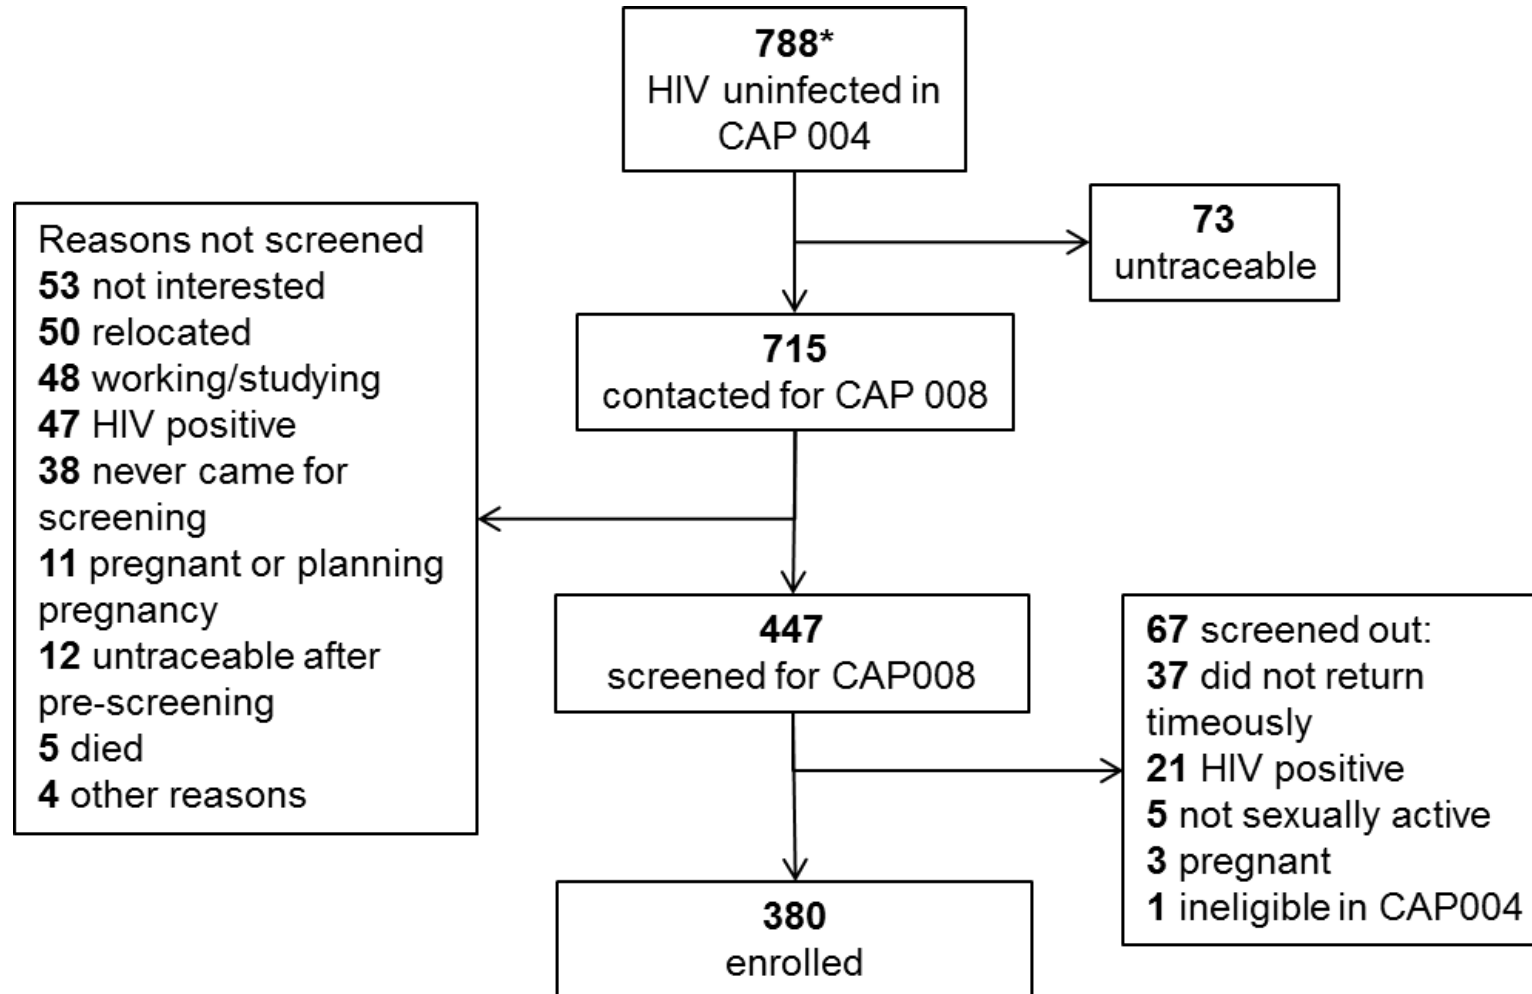 788*
HIV uninfected in
CAP 004
73
untraceable
Reasons not screened
53 not interested
50 relocated
48 working/studying
47 HIV positive
38 never came for
screening
11 pregnant or planning
pregnancy
12 untraceable after
pre-screening
5 died
4 other reasons
715
contacted for CAP 008
447
screened for CAP008
67 screened out:
37 did not return
timeously
21 HIV positive
5 not sexually active
3 pregnant
1 ineligible in CAP004
380
enrolled